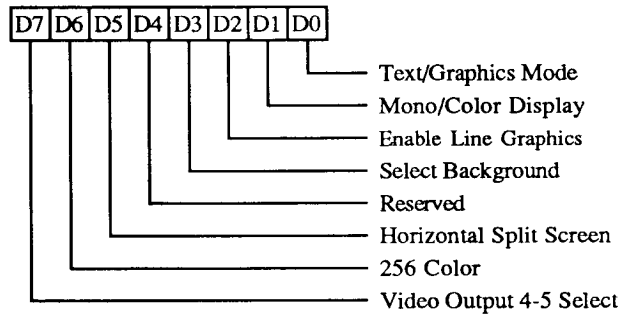 D7 D6 D5 D4 D3 D2 D1 D0
Text/Graphics Mode
Mono/Color Display
Enable Line Graphics
Select Background
Reserved
Horizontal Split Screen
256 Color
Video Output 4-5 Select